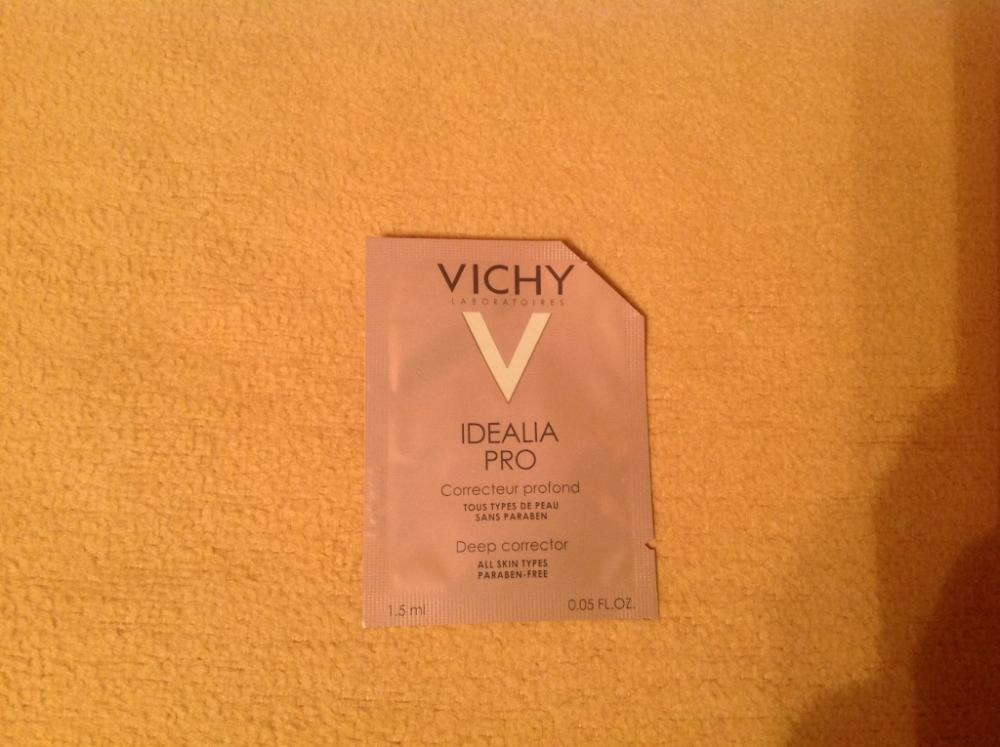 VICHY
LABORATOIRES
V
IDEALIA
PRO
Correcteur profond
TOUS TYPES DE PEAU
SANS PARABEN
Deep corrector
ALL SKIN TYPES
PARABEN-FREE
1.5 ml 0.05 FL.OZ.